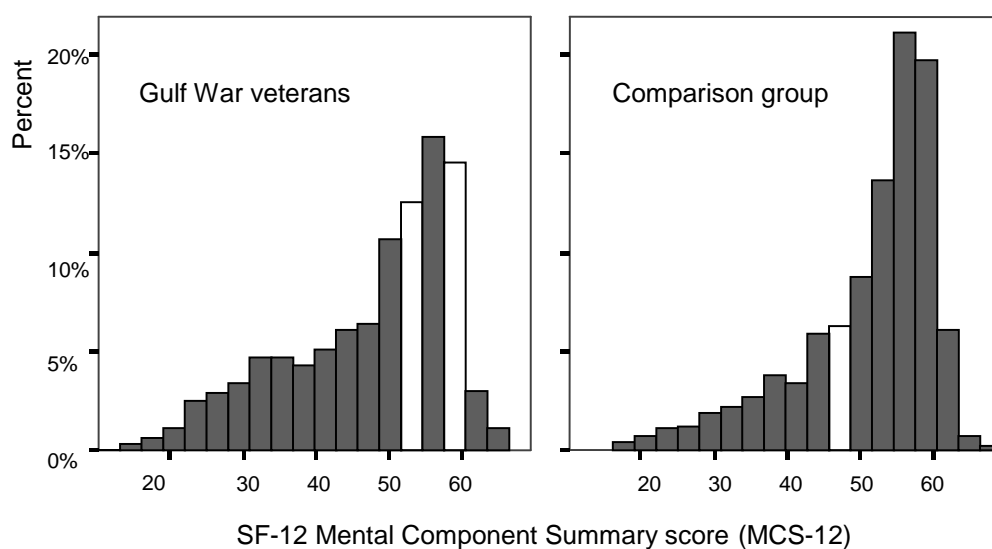 Percent
20%
15%
10%
5%
0%
Gulf War veterans
Comparison group
20 30 40 50 60
20 30 40 50 60
SF-12 Mental Component Summary score (MCS-12)